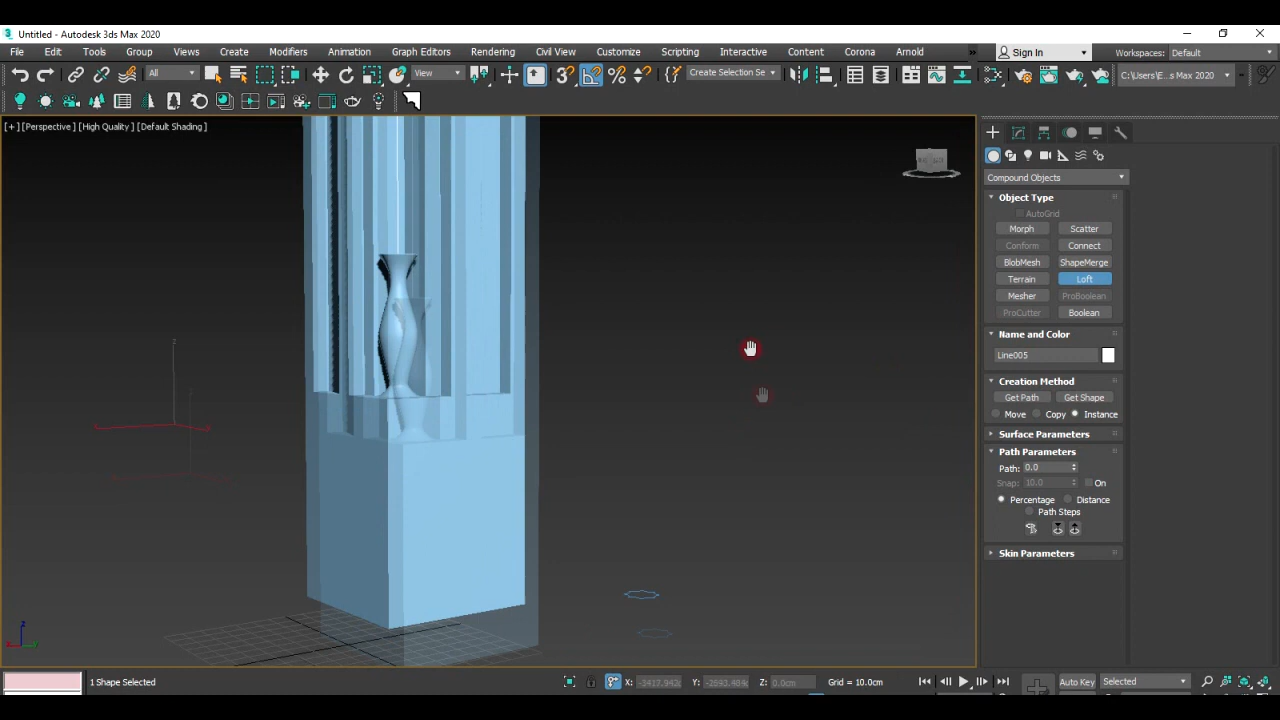 Untitled - Autodesk 3ds Max 2020
File Edit Tools Group Views Create Modifiers Animation Graph Editors Rendering Civil View Customize Scripting Interactive Content Corona Arnold » Sign In Workspaces: Default
All View Create Selection Se C:\Users\E...s Max 2020
[+] [Perspective] [High Quality] [Default Shading]
Compound Objects
Object Type
AutoGrid
Morph Scatter
Conform Connect
BlobMesh ShapeMerge
Terrain Loft
Mesher ProBoolean
ProCutter Boolean
Name and Color
Line005
Creation Method
Get Path Get Shape
Move Copy Instance
Surface Parameters
Path Parameters
Path: 0.0
Snap: 10.0 On
Percentage Distance
Path Steps
Skin Parameters
1 Shape Selected X: Y: Z: 0.0cm Grid = 10.0cm Auto Key Selected